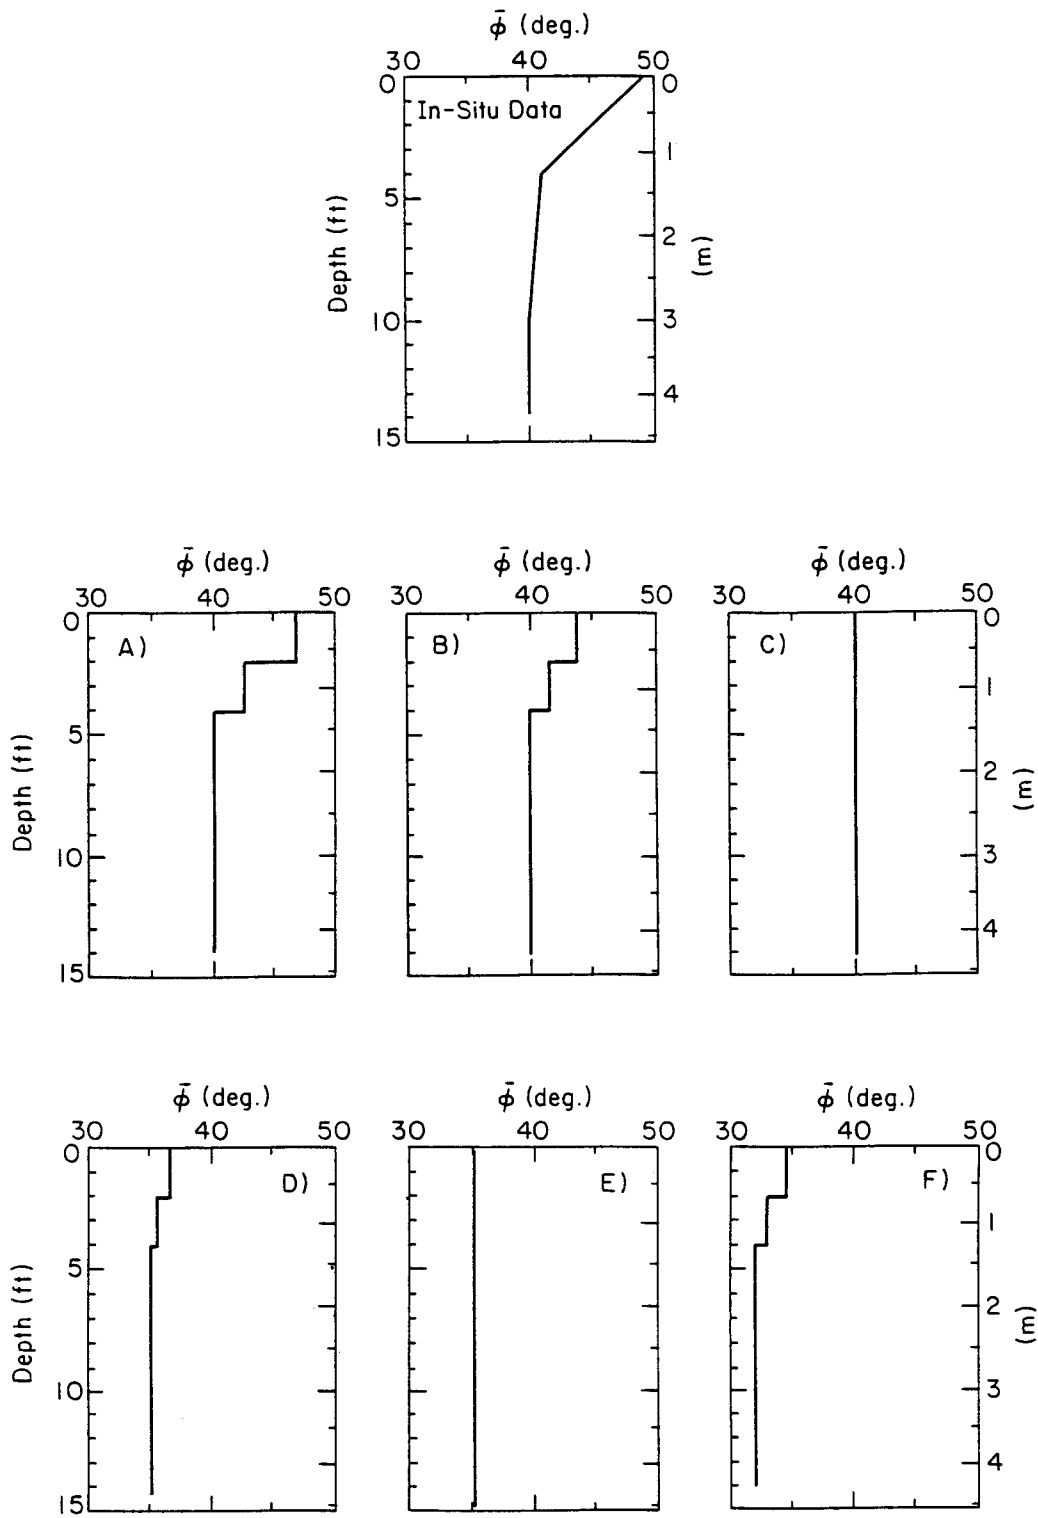 ϕ̄ (deg.)
30 40 50
0 0
In-Situ Data
1
5
2
Depth (ft)
(m)
10 3
4
15
ϕ̄ (deg.) ϕ̄ (deg.) ϕ̄ (deg.)
30 40 50 30 40 50 30 40 50
0 A) B) C) 0
1
5
2
Depth (ft) (m)
10 3
4
15
ϕ̄ (deg.) ϕ̄ (deg.) ϕ̄ (deg.)
30 40 50 30 40 50 30 40 50
0 0
D) E) F)
1
5
2
Depth (ft) (m)
10 3
4
15